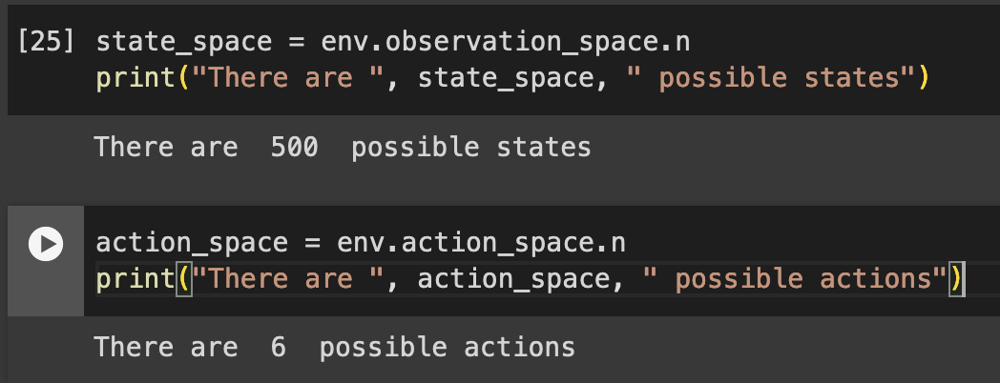 [25] state_space = env.observation_space.n
print("There are ", state_space, " possible states")
There are  500  possible states
action_space = env.action_space.n
print("There are ", action_space, " possible actions")
There are  6  possible actions